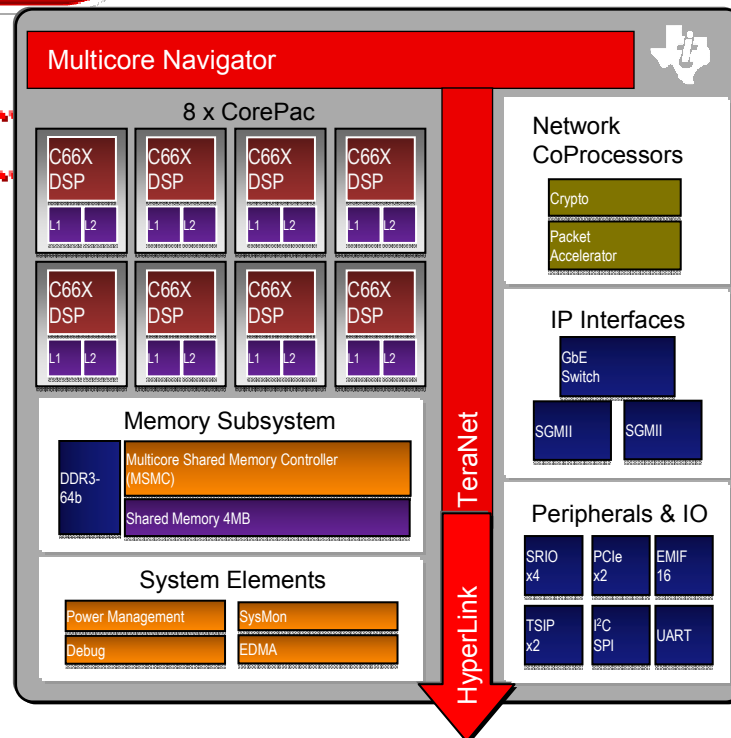 Multicore Navigator
8 x CorePac
C66X
DSP
L1
L2
C66X
DSP
L1
L2
C66X
DSP
L1
L2
C66X
DSP
L1
L2
C66X
DSP
L1
L2
C66X
DSP
L1
L2
C66X
DSP
L1
L2
C66X
DSP
L1
L2
Memory Subsystem
DDR3-
64b
Multicore Shared Memory Controller
(MSMC)
Shared Memory 4MB
System Elements
Power Management
SysMon
Debug
EDMA
TeraNet
HyperLink
Network
CoProcessors
Crypto
Packet
Accelerator
IP Interfaces
GbE
Switch
SGMII
SGMII
Peripherals & IO
SRIO
x4
PCIe
x2
EMIF
16
TSIP
x2
I²C
SPI
UART